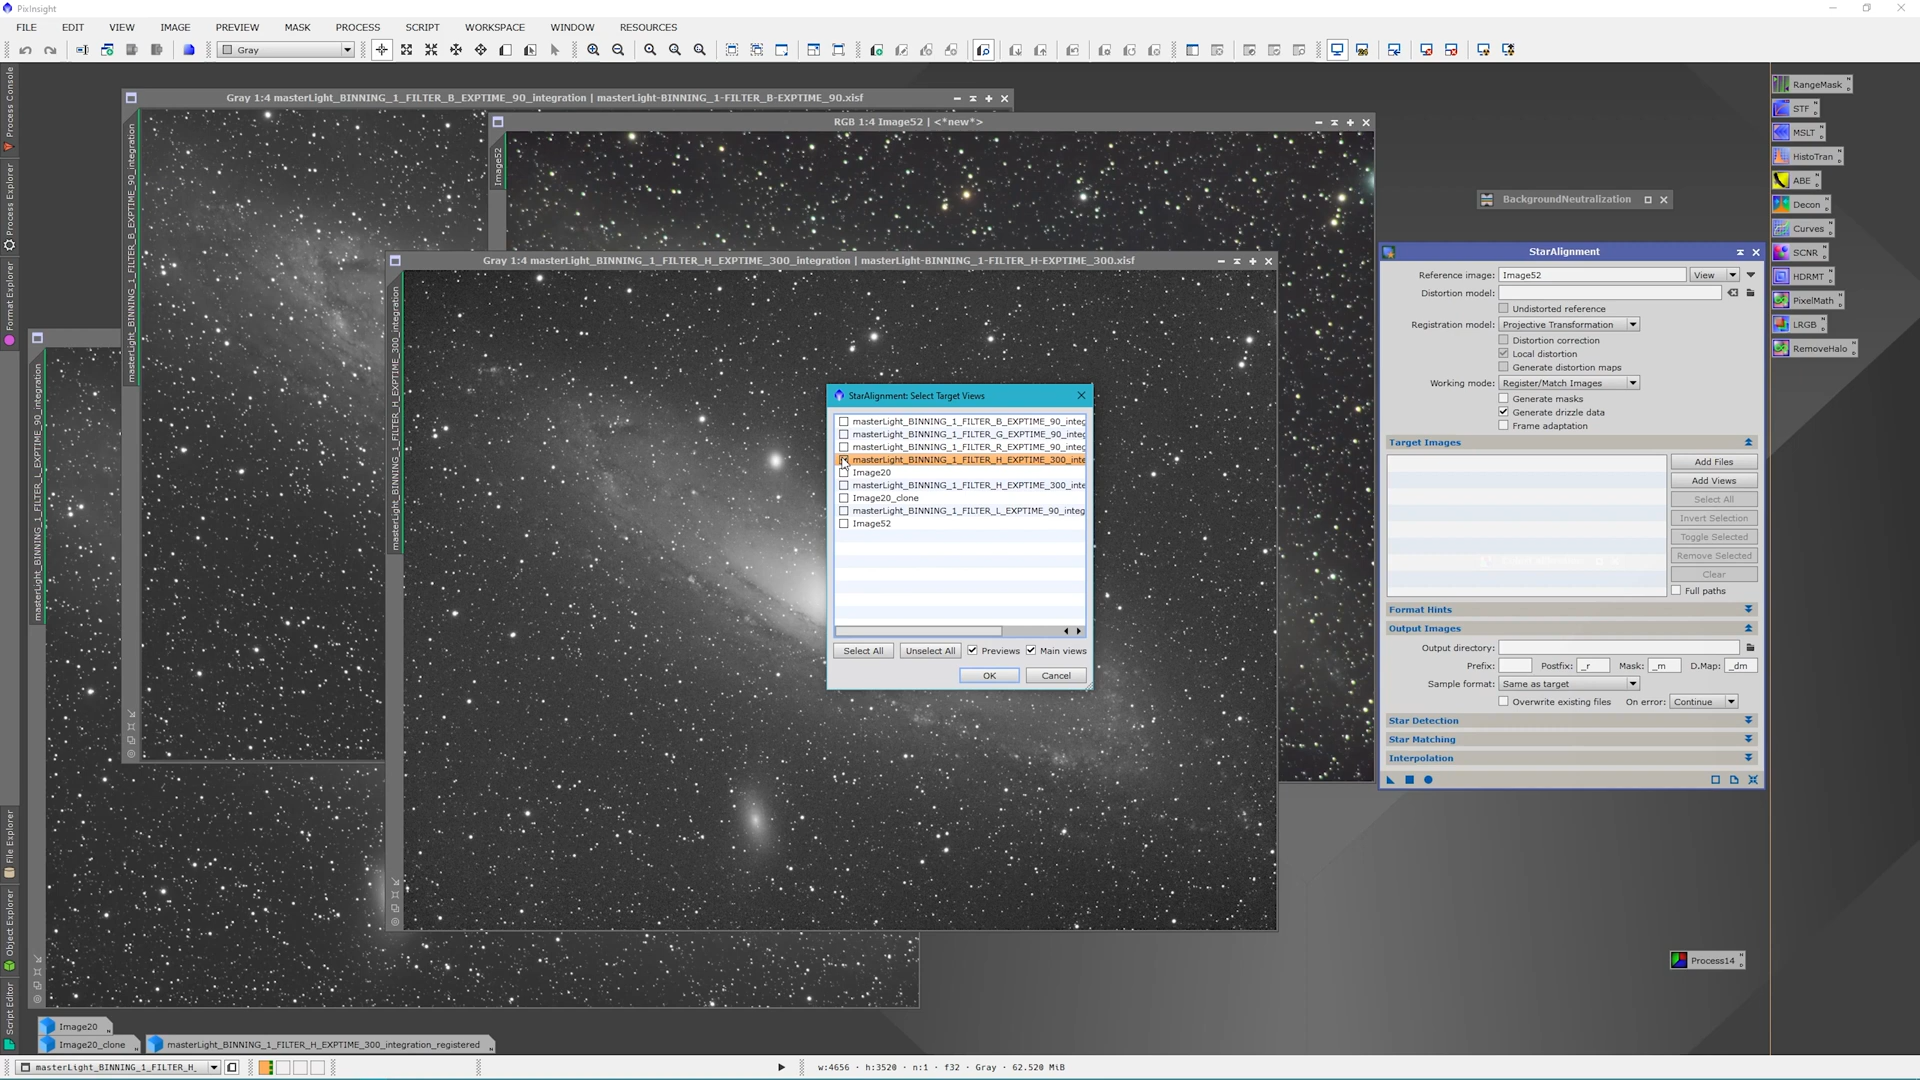 PixInsight
FILE EDIT VIEW IMAGE PREVIEW MASK PROCESS SCRIPT WORKSPACE WINDOW RESOURCES
Gray
Process Console
Process Explorer
Format Explorer
File Explorer
Object Explorer
Script Editor
Gray 1:4 masterLight_BINNING_1_FILTER_B_EXPTIME_90_integration | masterLight-BINNING_1-FILTER_B-EXPTIME_90.xisf
masterLight_BINNING_1_FILTER_B_EXPTIME_90_integration
RGB 1:4 Image52 | <*new*>
Image52
Gray 1:4 masterLight_BINNING_1_FILTER_H_EXPTIME_300_integration | masterLight-BINNING_1-FILTER_H-EXPTIME_300.xisf
masterLight_BINNING_1_FILTER_H_EXPTIME_300_integration
masterLight_BINNING_1_FILTER_L_EXPTIME_90_integration
StarAlignment: Select Target Views
masterLight_BINNING_1_FILTER_B_EXPTIME_90_integ
masterLight_BINNING_1_FILTER_G_EXPTIME_90_integ
masterLight_BINNING_1_FILTER_R_EXPTIME_90_integ
masterLight_BINNING_1_FILTER_H_EXPTIME_300_inte
Image20
masterLight_BINNING_1_FILTER_H_EXPTIME_300_inte
Image20_clone
masterLight_BINNING_1_FILTER_L_EXPTIME_90_integ
Image52
Select All Unselect All Previews Main views
OK Cancel
BackgroundNeutralization
StarAlignment
Reference image: Image52 View
Distortion model:
Undistorted reference
Registration model: Projective Transformation
Distortion correction
Local distortion
Generate distortion maps
Working mode: Register/Match Images
Generate masks
Generate drizzle data
Frame adaptation
Target Images
Add Files
Add Views
Select All
Invert Selection
Toggle Selected
Remove Selected
Clear
Full paths
Format Hints
Output Images
Output directory:
Prefix: Postfix: _r Mask: _m D.Map: _dm
Sample format: Same as target
Overwrite existing files On error: Continue
Star Detection
Star Matching
Interpolation
RangeMask
STF
MSLT
HistoTran
ABE
Decon
Curves
SCNR
HDRMT
PixelMath
LRGB
RemoveHalo
Process14
Image20
Image20_clone masterLight_BINNING_1_FILTER_H_EXPTIME_300_integration_registered
masterLight_BINNING_1_FILTER_H_ w:4656 · h:3520 · n:1 · f32 · Gray · 62.520 MiB